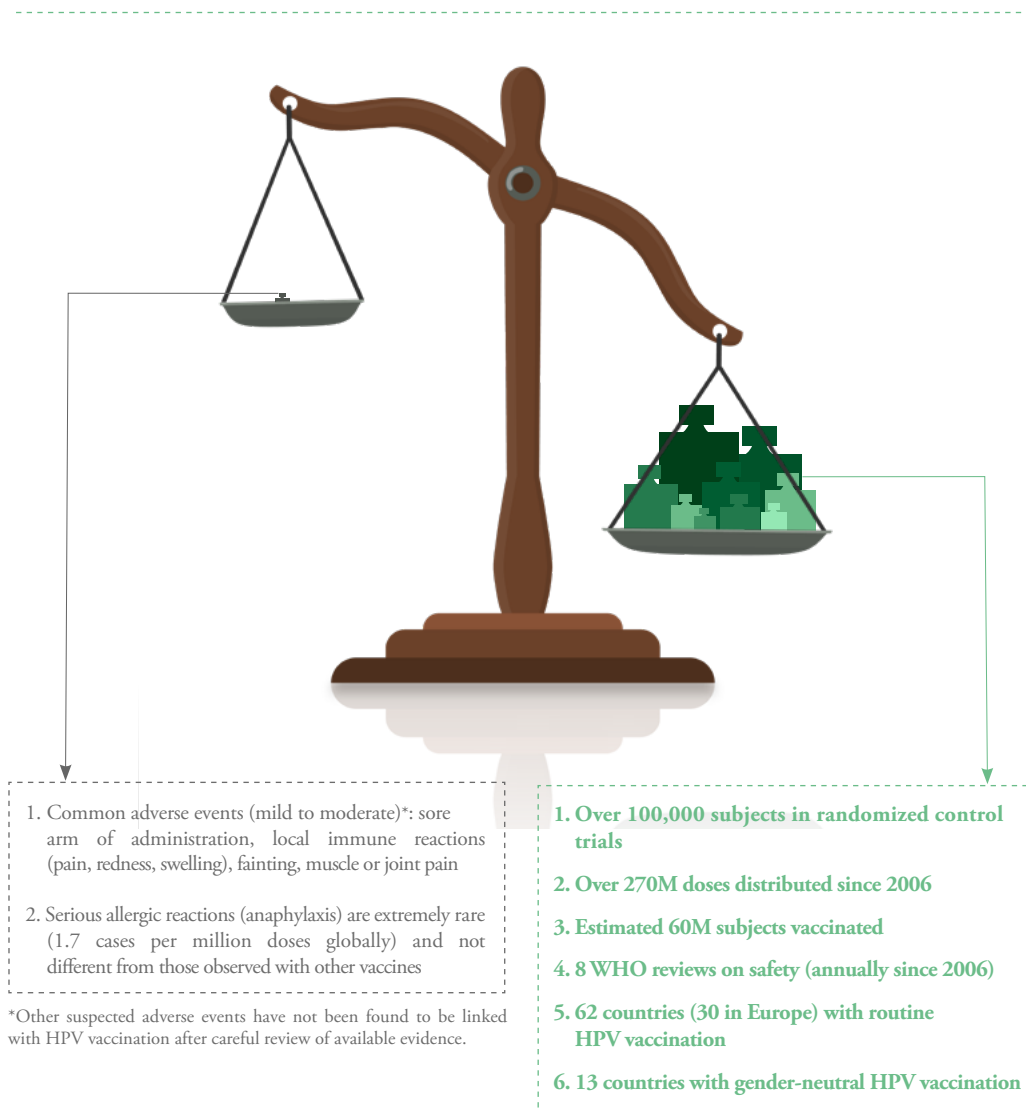 1. Common adverse events (mild to moderate)*: sore
arm of administration, local immune reactions
(pain, redness, swelling), fainting, muscle or joint pain
2. Serious allergic reactions (anaphylaxis) are extremely rare
(1.7 cases per million doses globally) and not
different from those observed with other vaccines
*Other suspected adverse events have not been found to be linked
with HPV vaccination after careful review of available evidence.
1. Over 100,000 subjects in randomized control
trials
2. Over 270M doses distributed since 2006
3. Estimated 60M subjects vaccinated
4. 8 WHO reviews on safety (annually since 2006)
5. 62 countries (30 in Europe) with routine
HPV vaccination
6. 13 countries with gender-neutral HPV vaccination